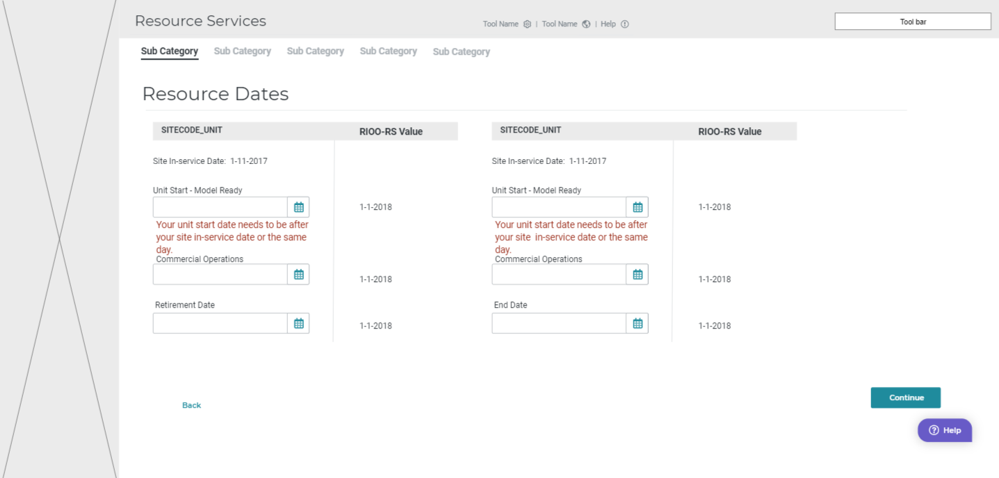 Resource Services
Tool Name | Tool Name | Help
Tool bar
Sub Category Sub Category Sub Category Sub Category Sub Category
Resource Dates
SITECODE_UNIT RIOO-RS Value
Site In-service Date: 1-11-2017
Unit Start - Model Ready
1-1-2018
Your unit start date needs to be after
your site in-service date or the same
day.
Commercial Operations
1-1-2018
Retirement Date
1-1-2018
SITECODE_UNIT RIOO-RS Value
Site In-service Date: 1-11-2017
Unit Start - Model Ready
1-1-2018
Your unit start date needs to be after
your site in-service date or the same
day.
Commercial Operations
1-1-2018
End Date
1-1-2018
Back
Continue
Help